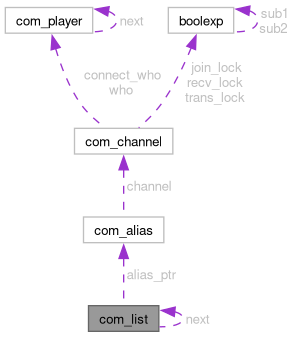 com_player
next
boolexp
sub1
sub2
connect_who
who
join_lock
recv_lock
trans_lock
com_channel
channel
com_alias
alias_ptr
com_list
next